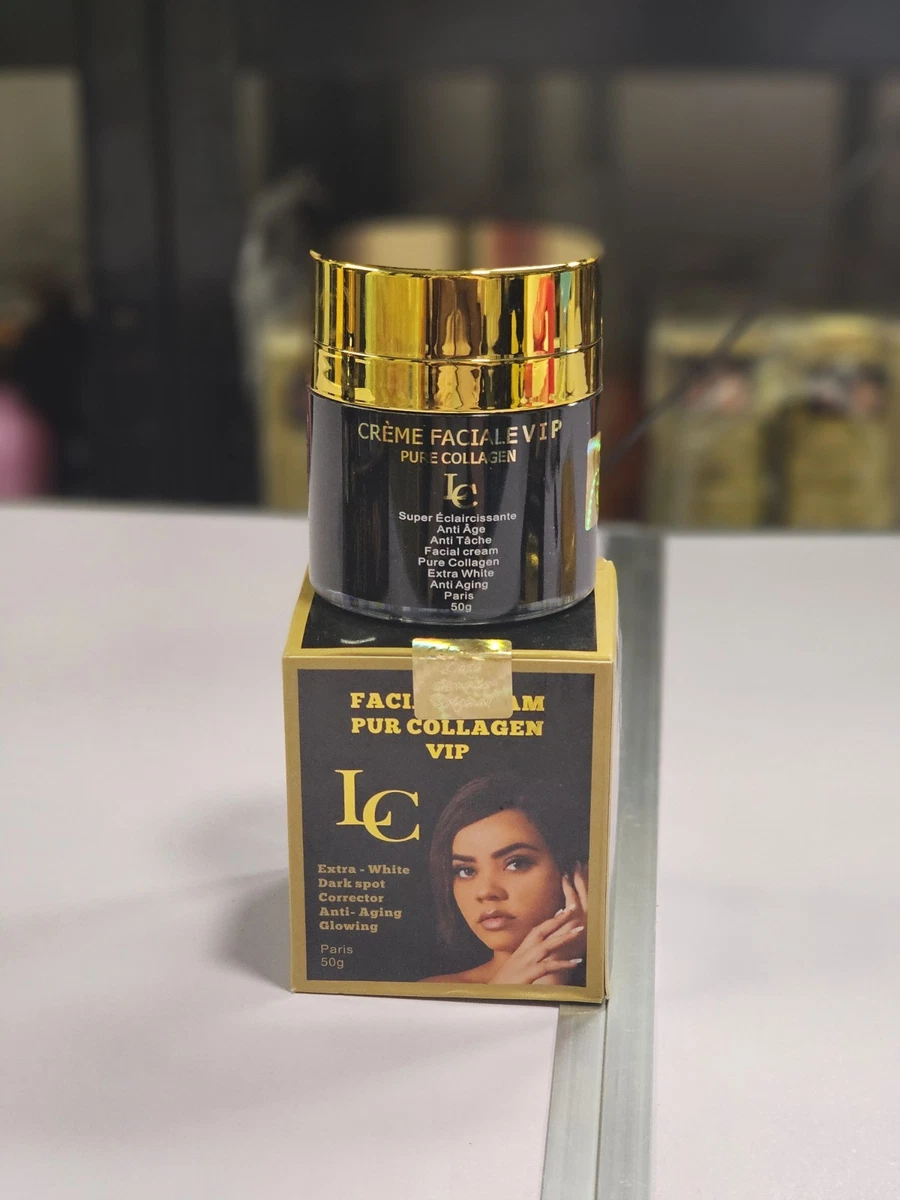 CRÈME FACIALE VIP
PURE COLLAGEN
LC
Super Éclaircissante
Anti Âge
Anti Tâche
Facial cream
Pure Collagen
Extra White
Anti Aging
Paris
50g
PUR COLLAGEN
VIP
LC
Extra - White
Dark spot
Corrector
Anti- Aging
Glowing
Paris
50g